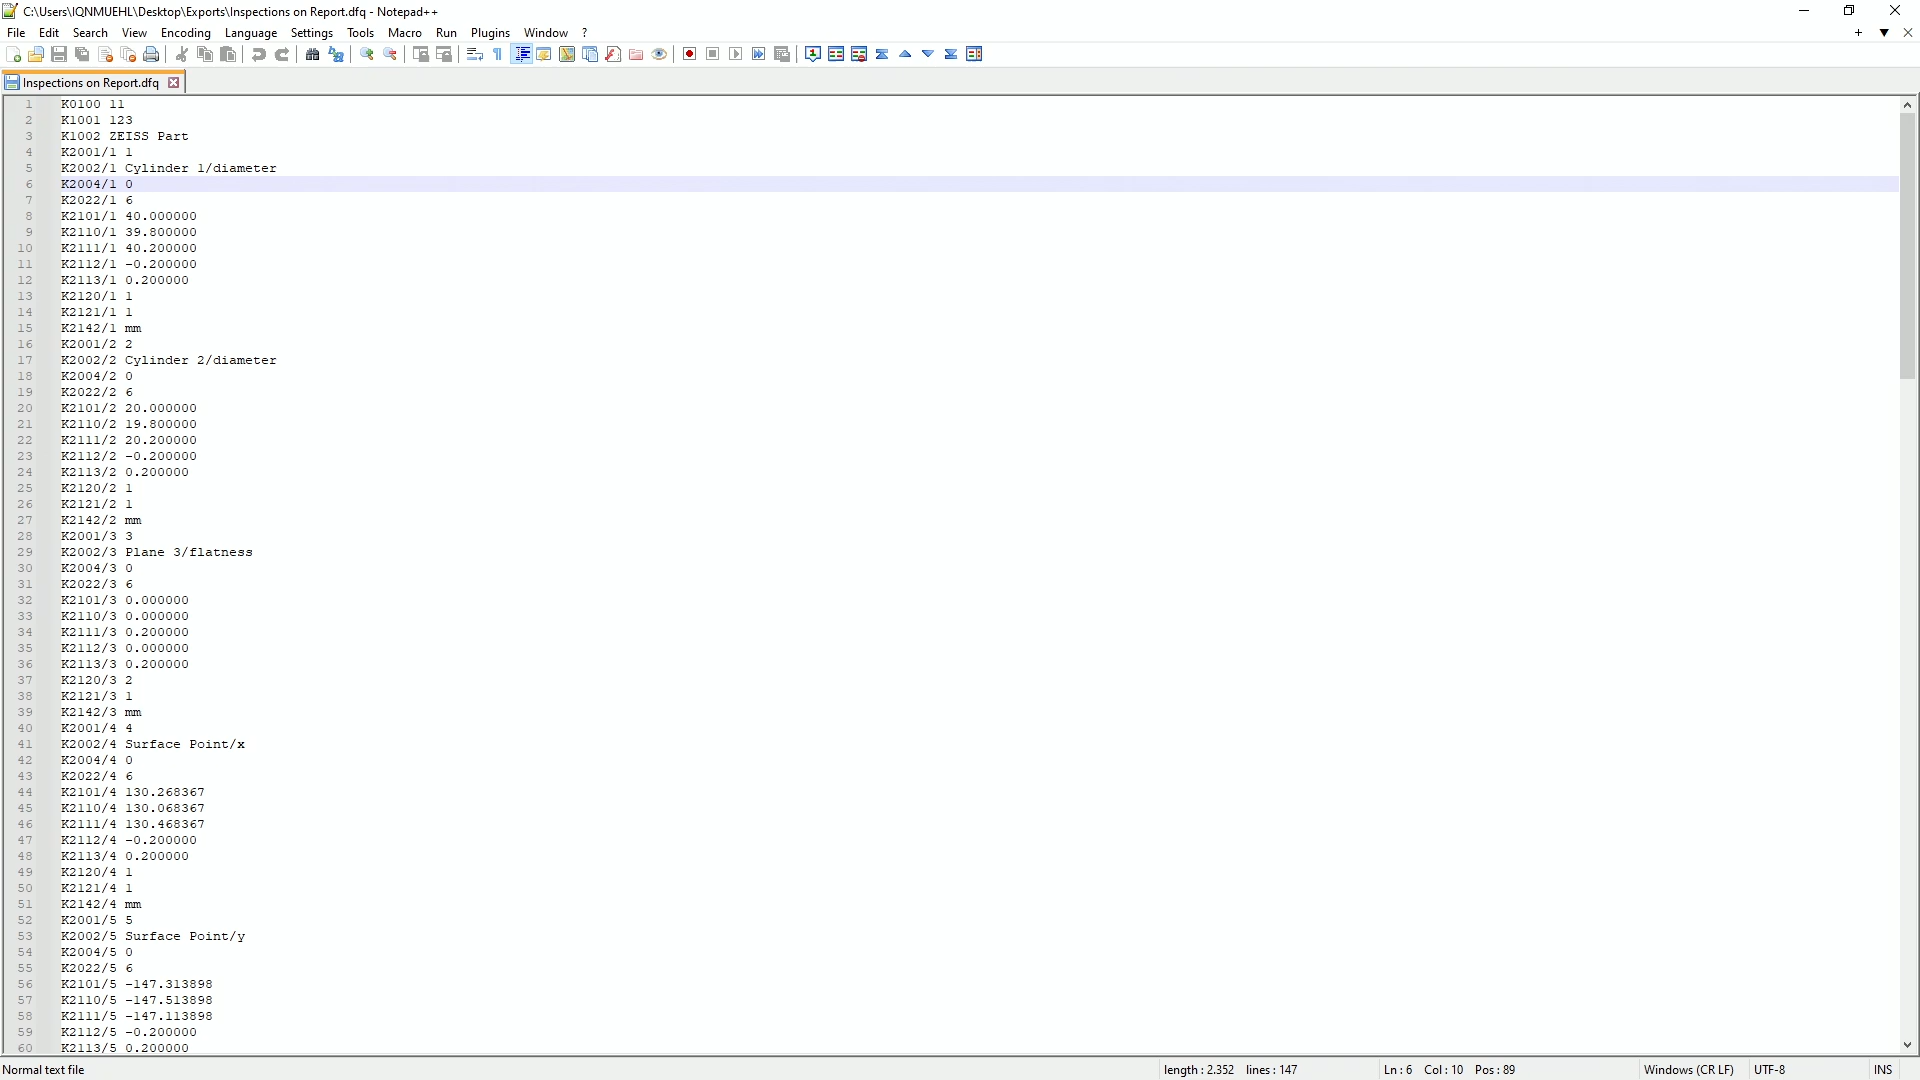 C:\Users\IQNMUEHL\Desktop\Exports\Inspections on Report.dfq - Notepad++
File Edit Search View Encoding Language Settings Tools Macro Run Plugins Window ?
Inspections on Report.dfq
1 K0100 11
2 K1001 123
3 K1002 ZEISS Part
4 K2001/1 1
5 K2002/1 Cylinder 1/diameter
6 K2004/1 0
7 K2022/1 6
8 K2101/1 40.000000
9 K2110/1 39.800000
10 K2111/1 40.200000
11 K2112/1 -0.200000
12 K2113/1 0.200000
13 K2120/1 1
14 K2121/1 1
15 K2142/1 mm
16 K2001/2 2
17 K2002/2 Cylinder 2/diameter
18 K2004/2 0
19 K2022/2 6
20 K2101/2 20.000000
21 K2110/2 19.800000
22 K2111/2 20.200000
23 K2112/2 -0.200000
24 K2113/2 0.200000
25 K2120/2 1
26 K2121/2 1
27 K2142/2 mm
28 K2001/3 3
29 K2002/3 Plane 3/flatness
30 K2004/3 0
31 K2022/3 6
32 K2101/3 0.000000
33 K2110/3 0.000000
34 K2111/3 0.200000
35 K2112/3 0.000000
36 K2113/3 0.200000
37 K2120/3 2
38 K2121/3 1
39 K2142/3 mm
40 K2001/4 4
41 K2002/4 Surface Point/x
42 K2004/4 0
43 K2022/4 6
44 K2101/4 130.268367
45 K2110/4 130.068367
46 K2111/4 130.468367
47 K2112/4 -0.200000
48 K2113/4 0.200000
49 K2120/4 1
50 K2121/4 1
51 K2142/4 mm
52 K2001/5 5
53 K2002/5 Surface Point/y
54 K2004/5 0
55 K2022/5 6
56 K2101/5 -147.313898
57 K2110/5 -147.513898
58 K2111/5 -147.113898
59 K2112/5 -0.200000
60 K2113/5 0.200000
Normal text file length : 2.352 lines : 147 Ln : 6 Col : 10 Pos : 89 Windows (CR LF) UTF-8 INS